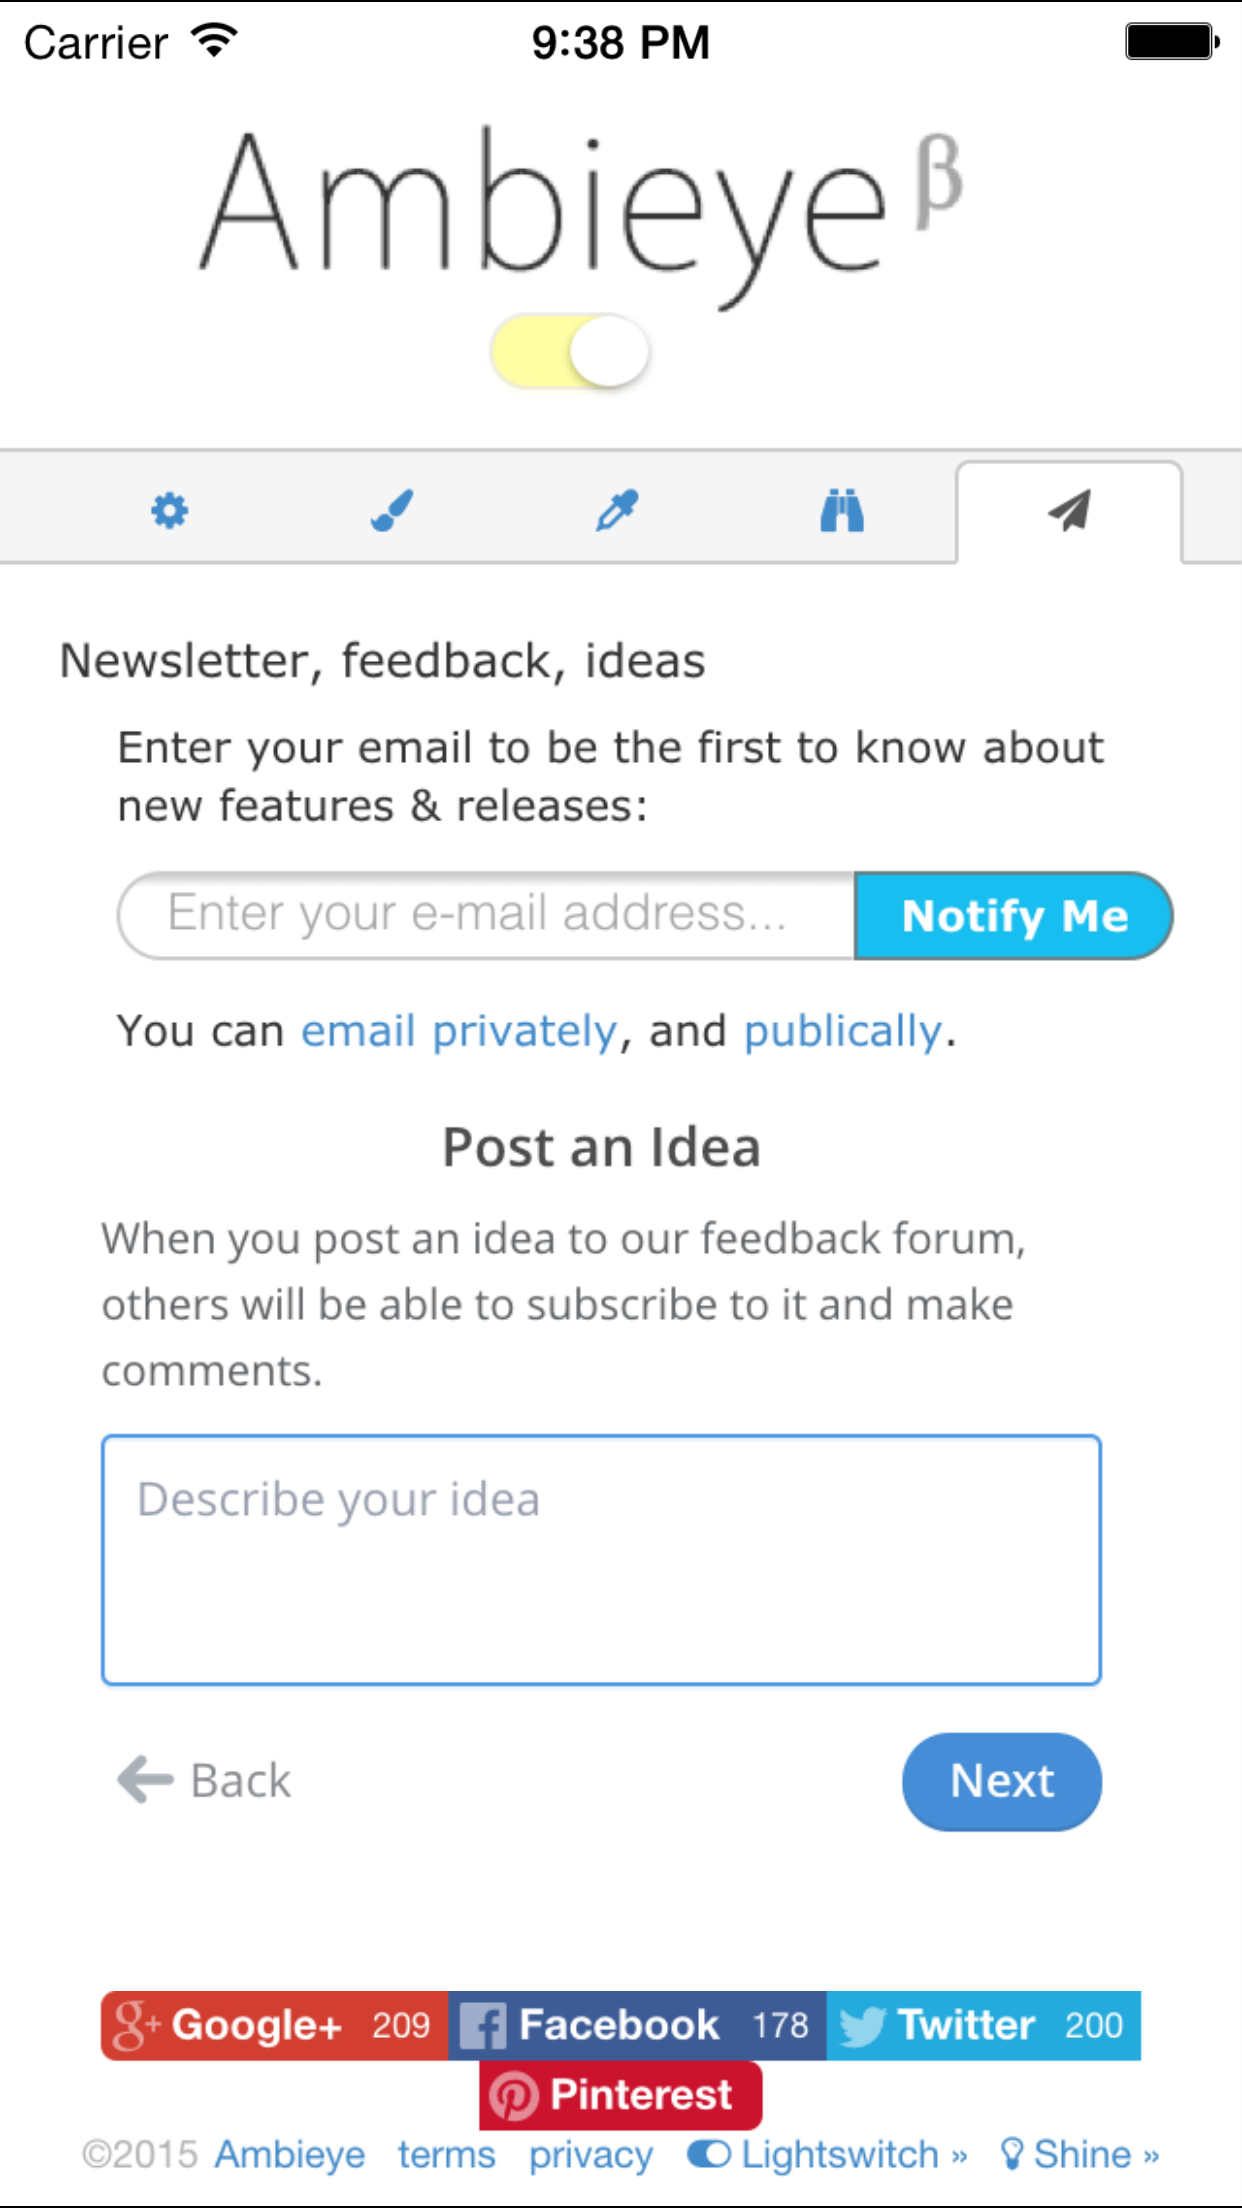 Carrier 9:38 PM
Ambieye β
Newsletter, feedback, ideas
Enter your email to be the first to know about
new features & releases:
Enter your e-mail address... Notify Me
You can email privately, and publically.
Post an Idea
When you post an idea to our feedback forum,
others will be able to subscribe to it and make
comments.
Describe your idea
Back Next
g+ Google+ 209 f Facebook 178 Twitter 200
Pinterest
©2015 Ambieye terms privacy Lightswitch » Shine »